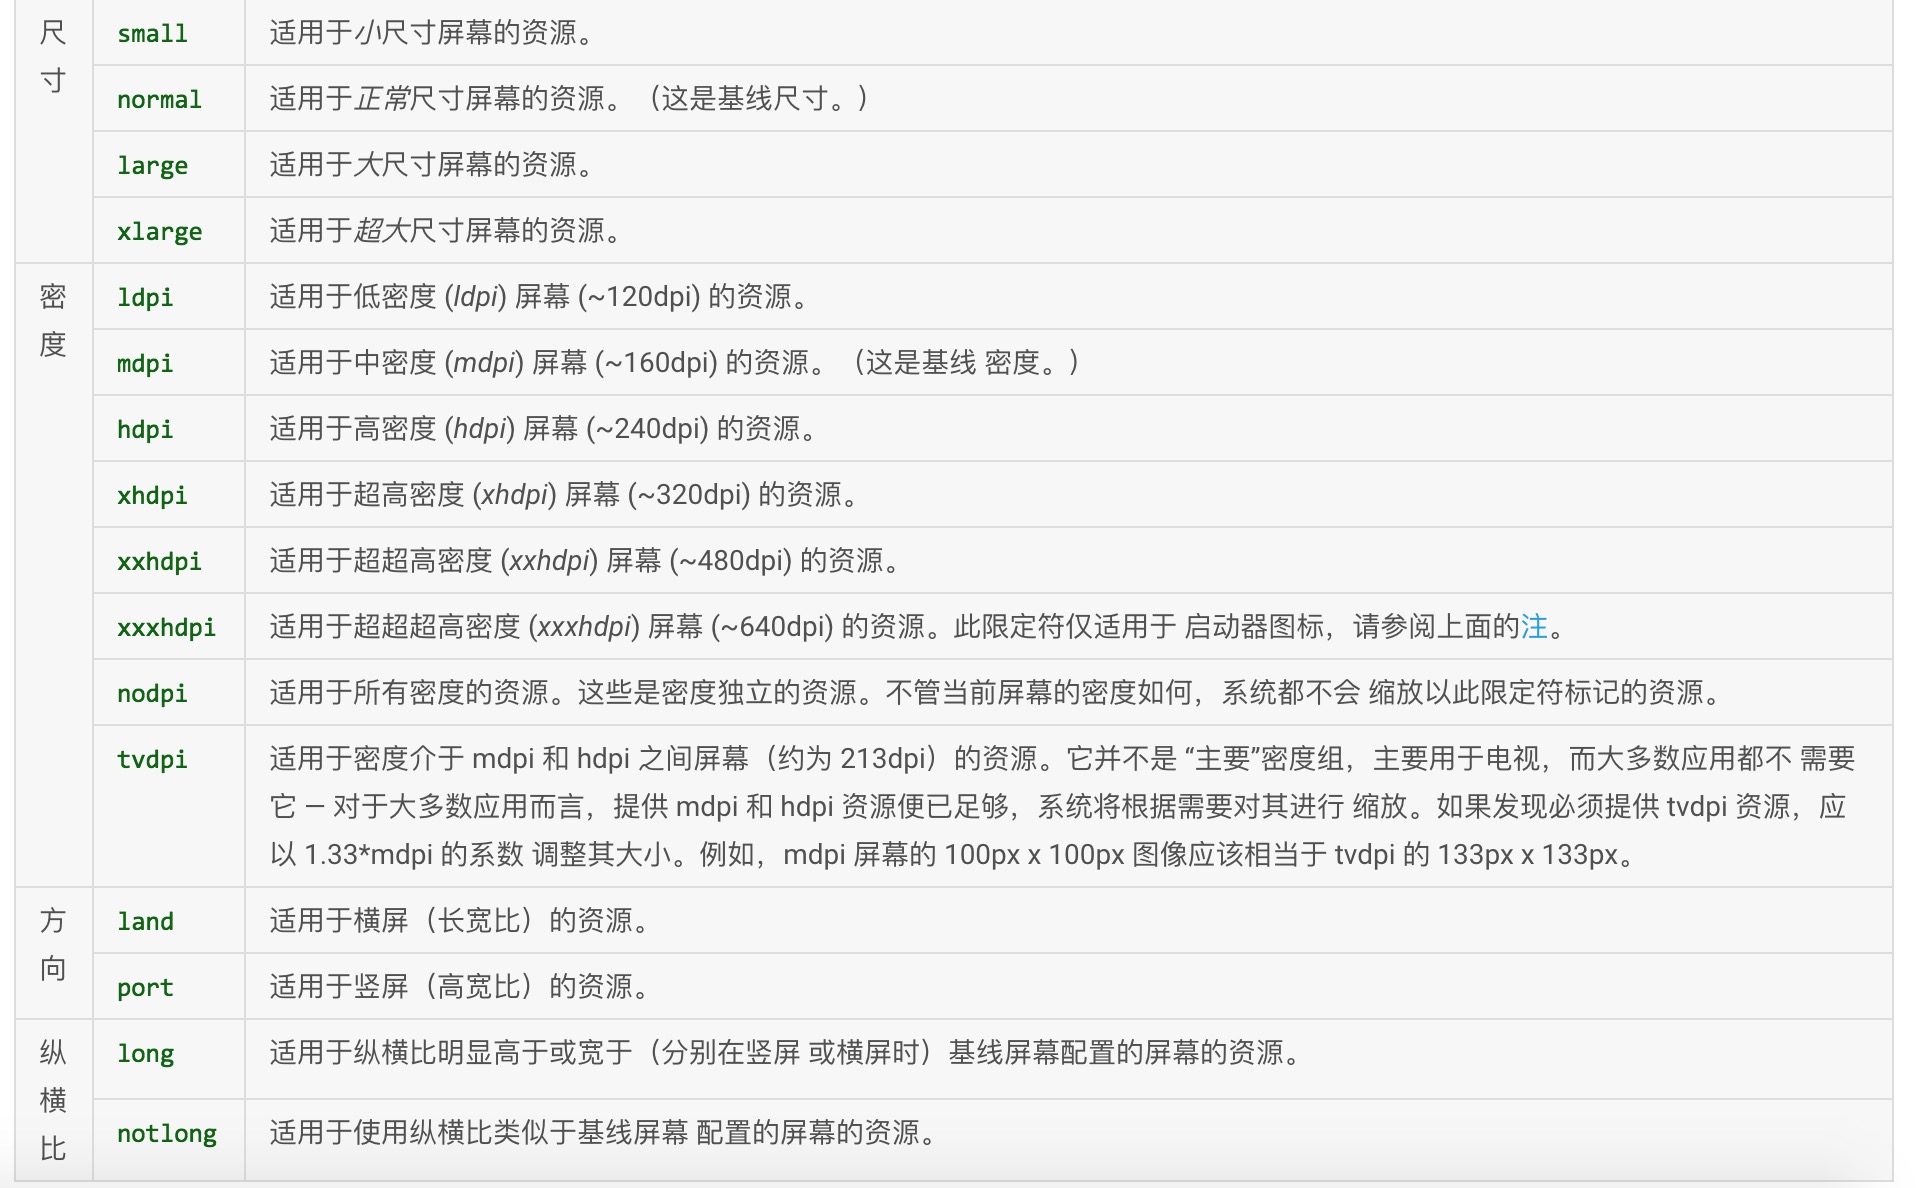 尺寸
small 适用于小尺寸屏幕的资源。
normal 适用于正常尺寸屏幕的资源。（这是基线尺寸。）
large 适用于大尺寸屏幕的资源。
xlarge 适用于超大尺寸屏幕的资源。
密度
ldpi 适用于低密度 (ldpi) 屏幕 (~120dpi) 的资源。
mdpi 适用于中密度 (mdpi) 屏幕 (~160dpi) 的资源。（这是基线 密度。）
hdpi 适用于高密度 (hdpi) 屏幕 (~240dpi) 的资源。
xhdpi 适用于超高密度 (xhdpi) 屏幕 (~320dpi) 的资源。
xxhdpi 适用于超超高密度 (xxhdpi) 屏幕 (~480dpi) 的资源。
xxxhdpi 适用于超超超高密度 (xxxhdpi) 屏幕 (~640dpi) 的资源。此限定符仅适用于 启动器图标，请参阅上面的注。
nodpi 适用于所有密度的资源。这些是密度独立的资源。不管当前屏幕的密度如何，系统都不会 缩放以此限定符标记的资源。
tvdpi 适用于密度介于 mdpi 和 hdpi 之间屏幕（约为 213dpi）的资源。它并不是 “主要”密度组，主要用于电视，而大多数应用都不 需要
它 — 对于大多数应用而言，提供 mdpi 和 hdpi 资源便已足够，系统将根据需要对其进行 缩放。如果发现必须提供 tvdpi 资源，应
以 1.33*mdpi 的系数 调整其大小。例如，mdpi 屏幕的 100px x 100px 图像应该相当于 tvdpi 的 133px x 133px。
方向
land 适用于横屏（长宽比）的资源。
port 适用于竖屏（高宽比）的资源。
纵横比
long 适用于纵横比明显高于或宽于（分别在竖屏 或横屏时）基线屏幕配置的屏幕的资源。
notlong 适用于使用纵横比类似于基线屏幕 配置的屏幕的资源。